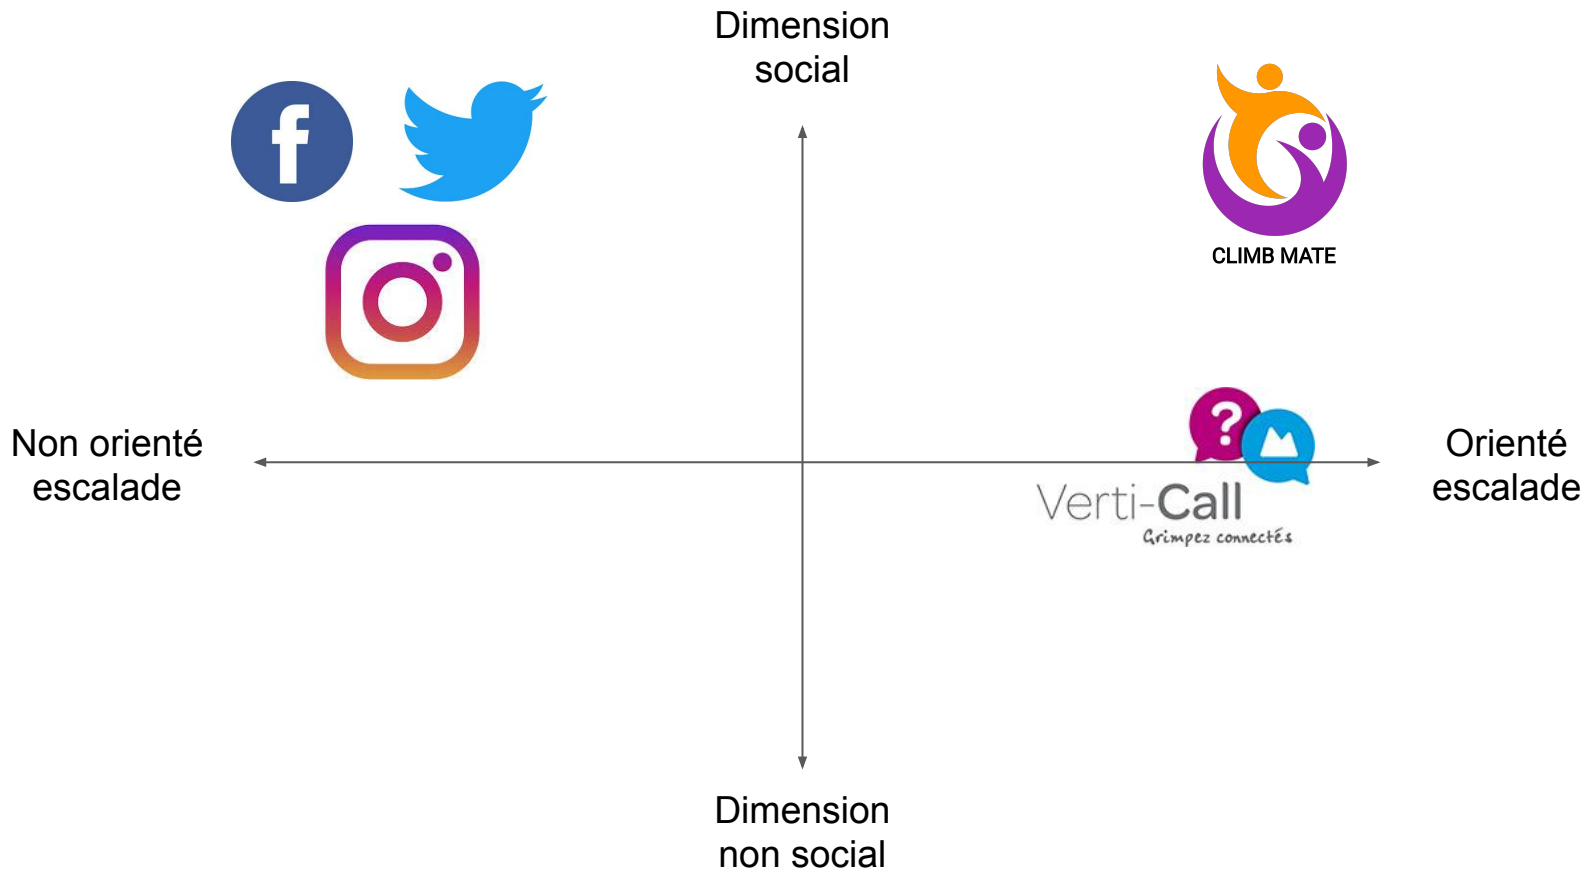 Dimension
social
f
CLIMB MATE
Non orienté
escalade
?
Verti-Call
Grimpez connectés
Orienté
escalade
Dimension
non social